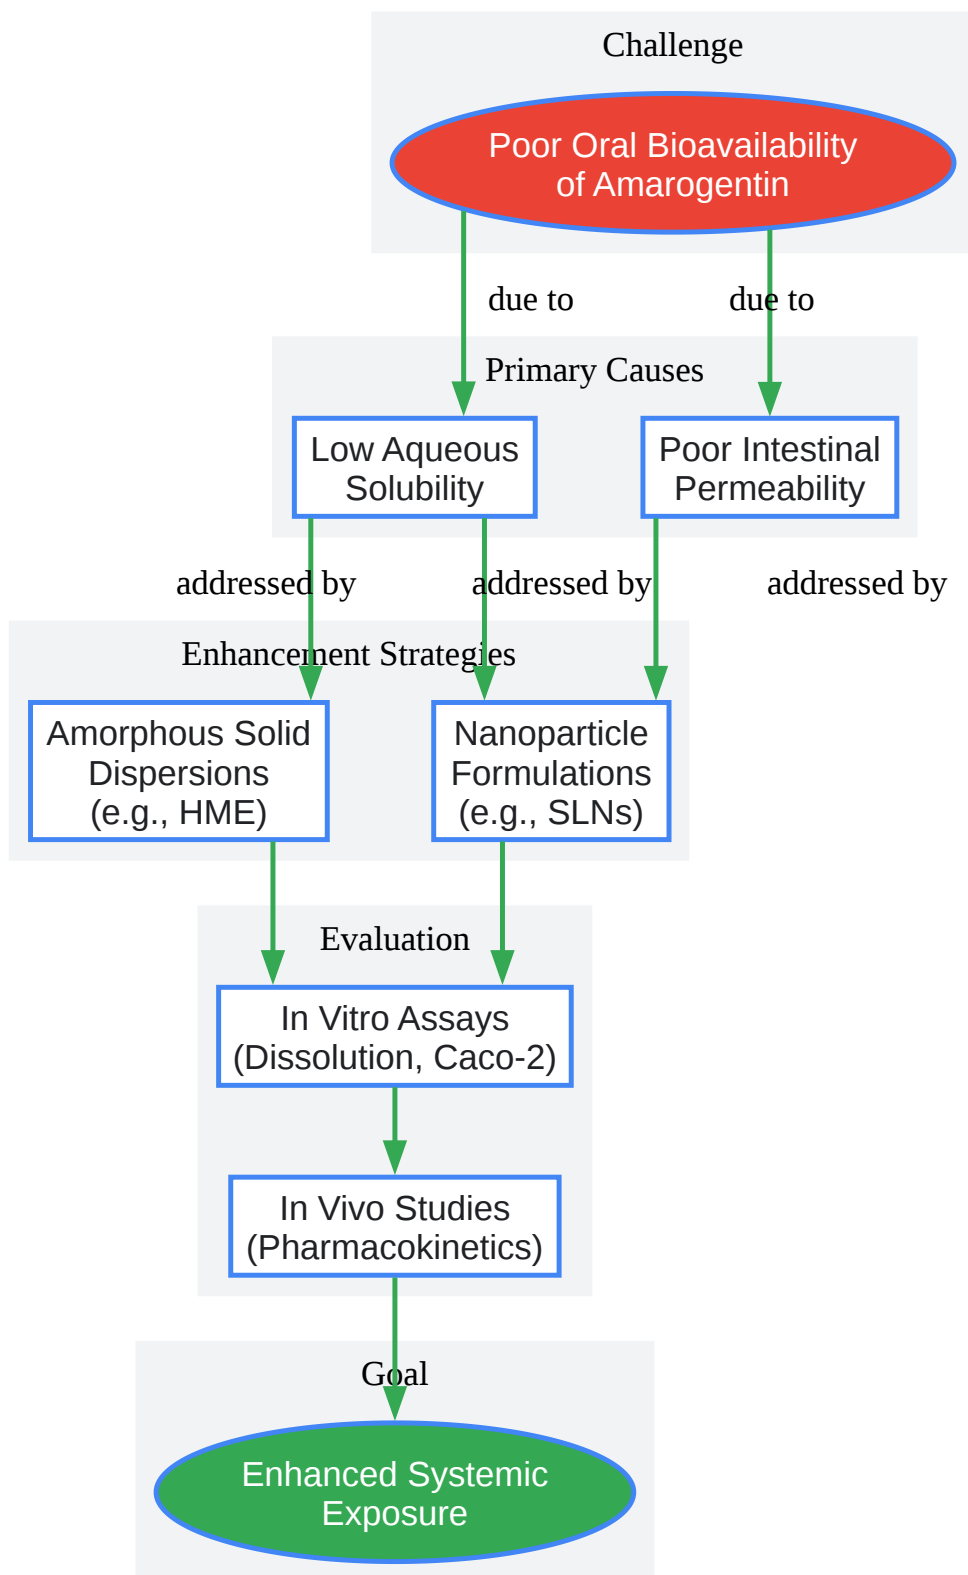 Challenge
Poor Oral Bioavailability
of Amarogentin
due to
due to
Primary Causes
Low Aqueous
Solubility
Poor Intestinal
Permeability
addressed by
addressed by
addressed by
Enhancement Strategies
Amorphous Solid
Dispersions
(e.g., HME)
Nanoparticle
Formulations
(e.g., SLNs)
Evaluation
In Vitro Assays
(Dissolution, Caco-2)
In Vivo Studies
(Pharmacokinetics)
Goal
Enhanced Systemic
Exposure